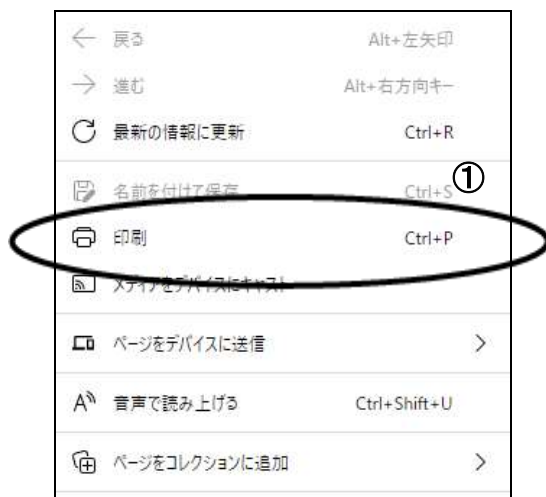 戻る Alt+左矢印
進む Alt+右方向キー
最新の情報に更新 Ctrl+R
①
名前を付けて保存 Ctrl+S
印刷 Ctrl+P
メディアをデバイスにキャスト
ページをデバイスに送信
音声で読み上げる Ctrl+Shift+U
ページをコレクションに追加